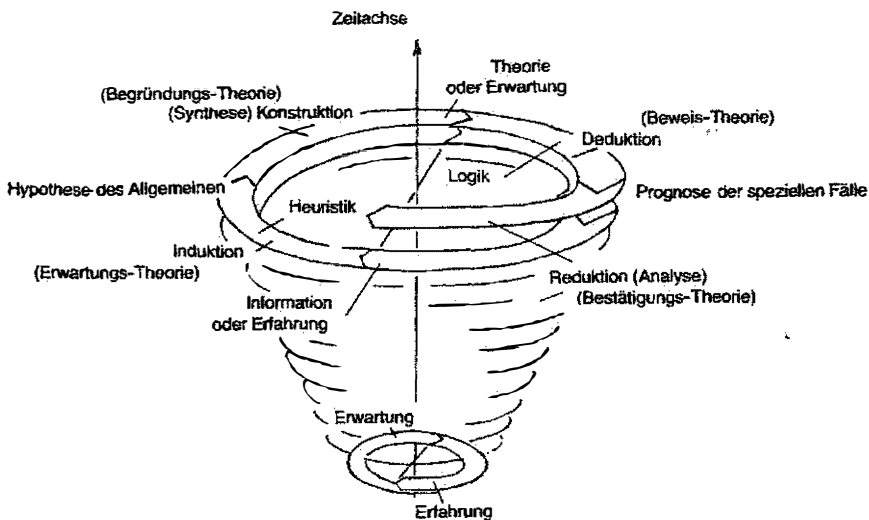 Zeitachse
Theorie
oder Erwartung
(Begründungs-Theorie)
(Synthese) Konstruktion
(Beweis-Theorie)
Deduktion
Hypothese des Allgemeinen
Logik
Prognose der speziellen Fälle
Heuristik
Induktion
(Erwartungs-Theorie)
Reduktion (Analyse)
(Bestätigungs-Theorie)
Information
oder Erfahrung
Erwartung
Erfahrung